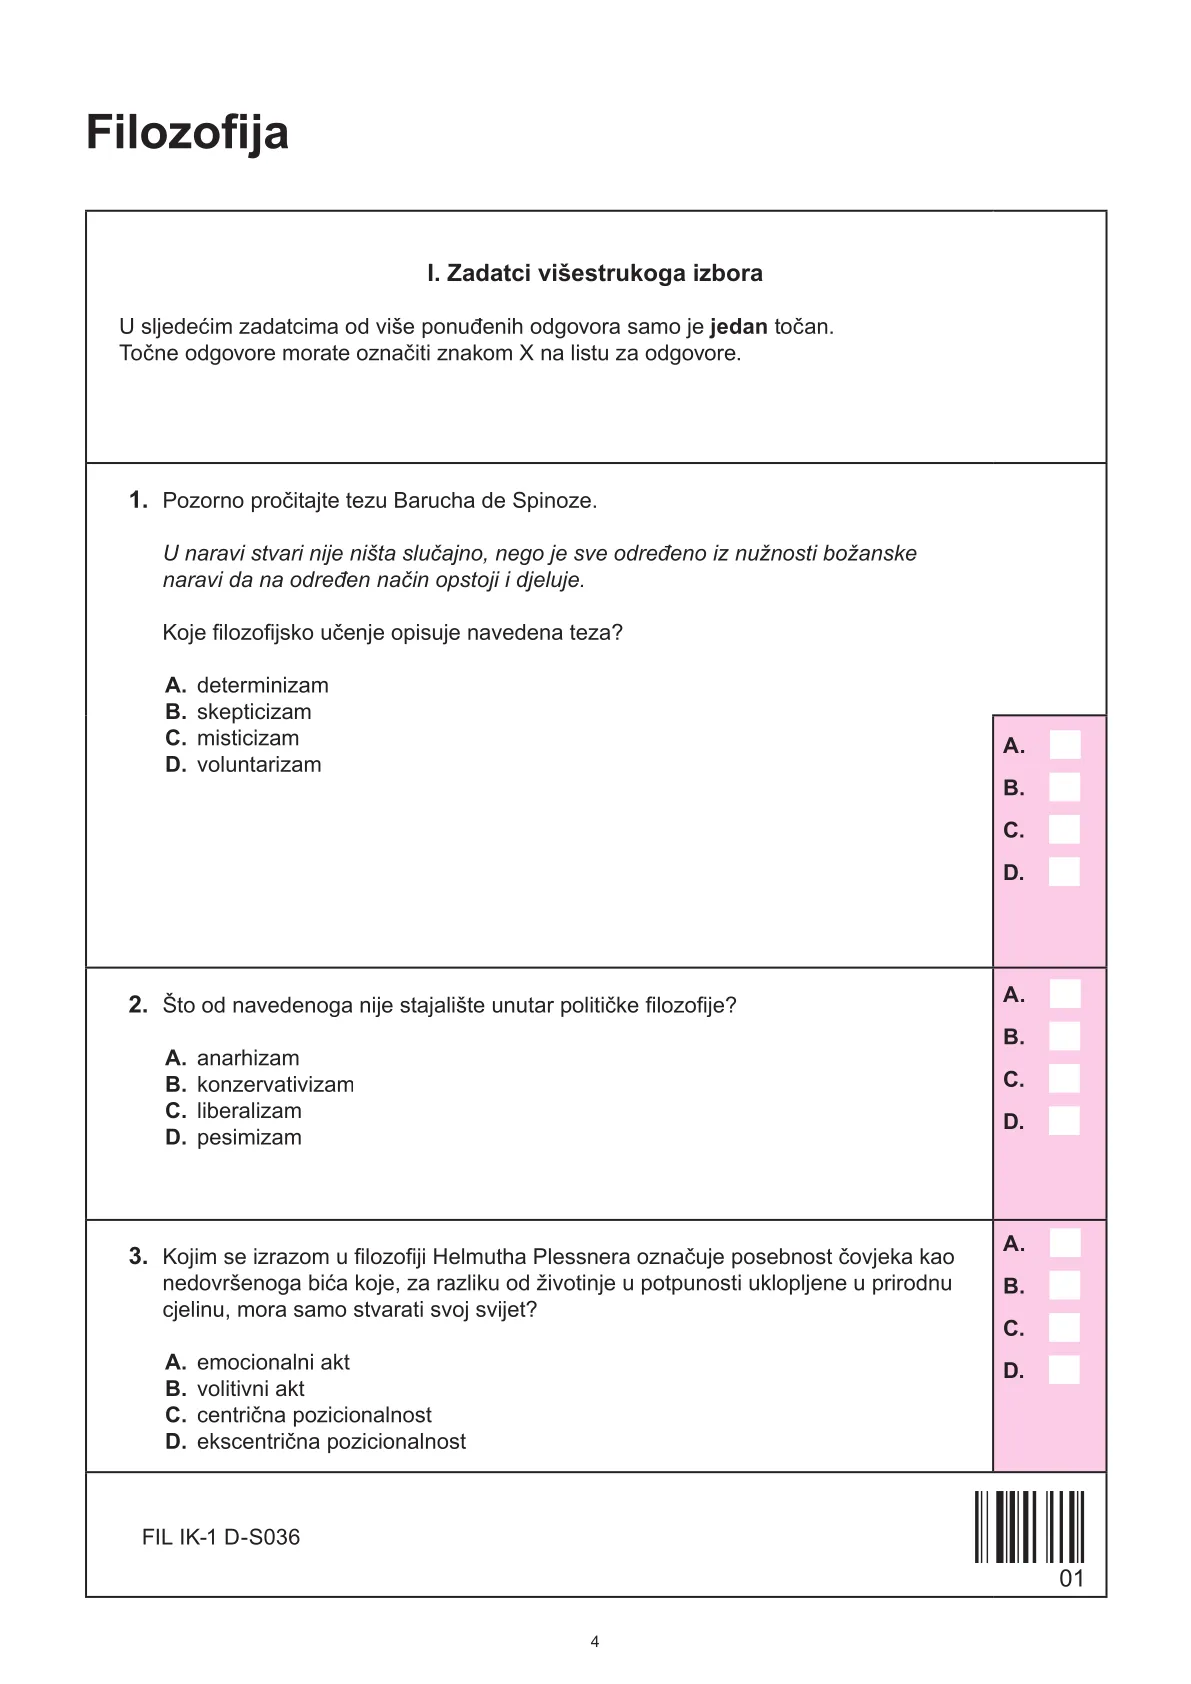 Filozofija
I. Zadatci višestrukoga izbora
U sljedećim zadatcima od više ponuđenih odgovora samo je jedan točan.
Točne odgovore morate označiti znakom X na listu za odgovore.
1. Pozorno pročitajte tezu Barucha de Spinoze.
U naravi stvari nije ništa slučajno, nego je sve određeno iz nužnosti božanske
naravi da na određen način opstoji i djeluje.
Koje filozofijsko učenje opisuje navedena teza?
A. determinizam
B. skepticizam
C. misticizam
D. voluntarizam
A.
B.
C.
D.
2. Što od navedenoga nije stajalište unutar političke filozofije?
A. anarhizam
B. konzervativizam
C. liberalizam
D. pesimizam
A.
B.
C.
D.
3. Kojim se izrazom u filozofiji Helmutha Plessnera označuje posebnost čovjeka kao
nedovršenoga bića koje, za razliku od životinje u potpunosti uklopljene u prirodnu
cjelinu, mora samo stvarati svoj svijet?
A. emocionalni akt
B. volitivni akt
C. centrična pozicionalnost
D. ekscentrična pozicionalnost
A.
B.
C.
D.
FIL IK-1 D-S036
01
4